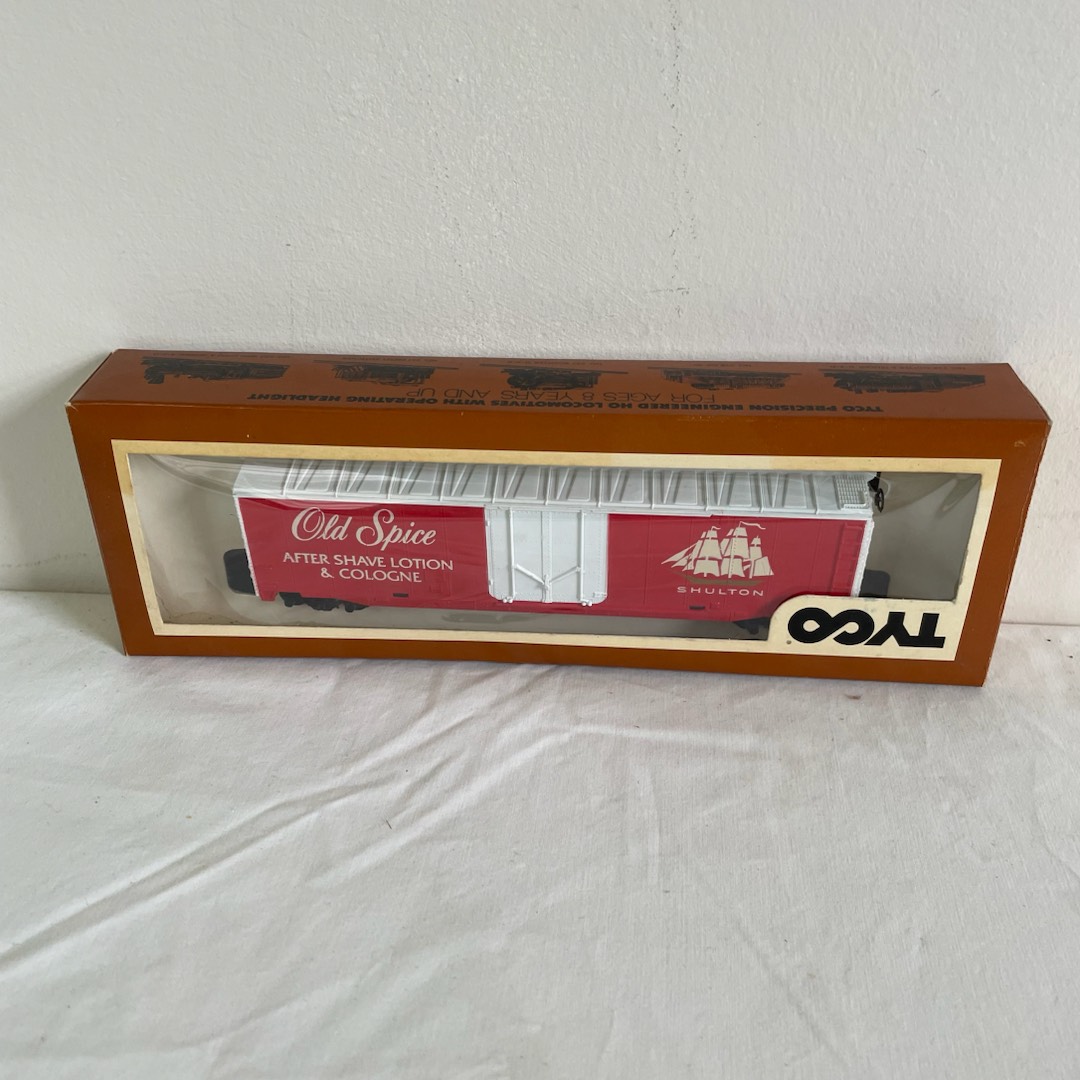 TYCO PRECISION ENGINEERED HO LOCOMOTIVES WITH OPERATING HEADLIGHT
FOR AGES 8 YEARS AND UP
Old Spice
AFTER SHAVE LOTION
& COLOGNE
SHULTON
TYCO®